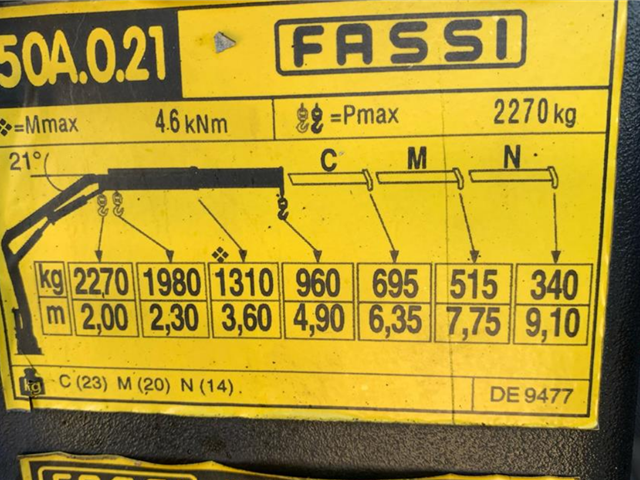 50A.0.21 FASSI
❖=Mmax 4.6 kNm =Pmax 2270 kg
21° C M N
kg 2270 1980 ❖1310 960 695 515 340
m 2,00 2,30 3,60 4,90 6,35 7,75 9,10
kg C (23) M (20) N (14) DE 9477
FASSI